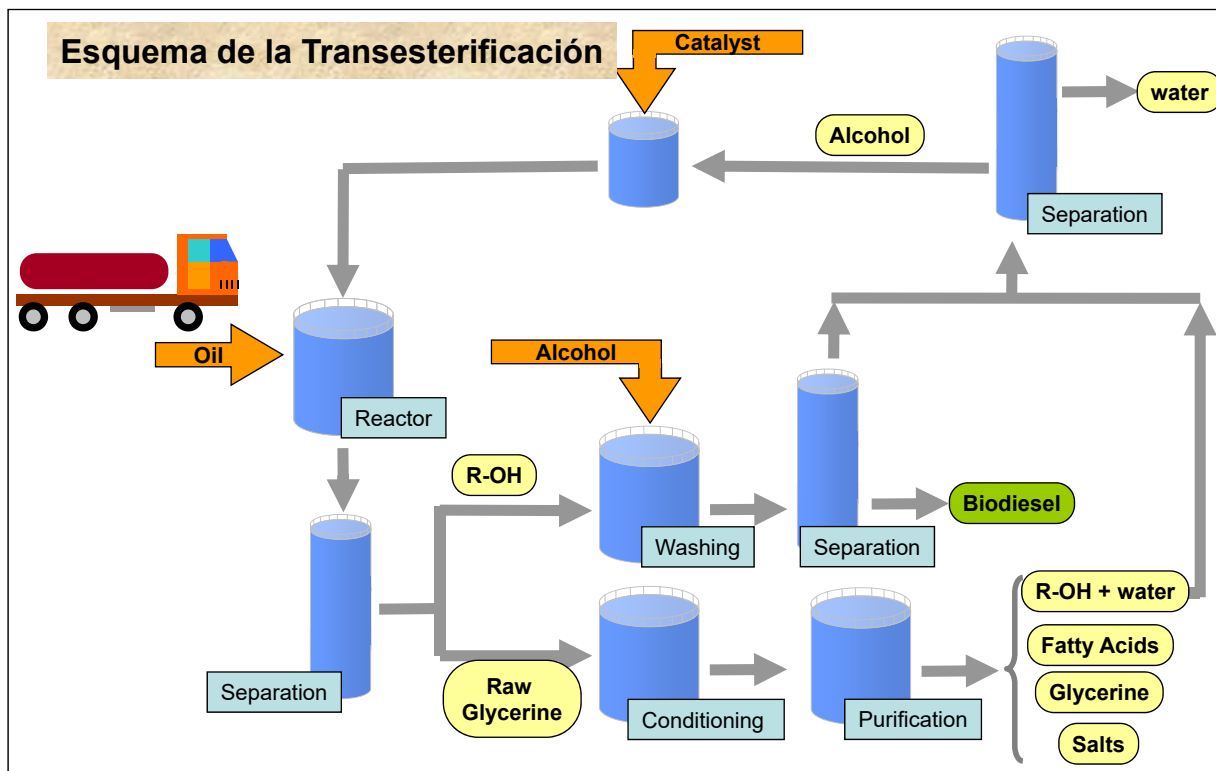 Esquema de la Transesterificación
Catalyst
water
Alcohol
Separation
Oil
Alcohol
Reactor
R-OH
Biodiesel
Washing
Separation
R-OH + water
Fatty Acids
Separation
Raw
Glycerine
Glycerine
Conditioning
Purification
Salts